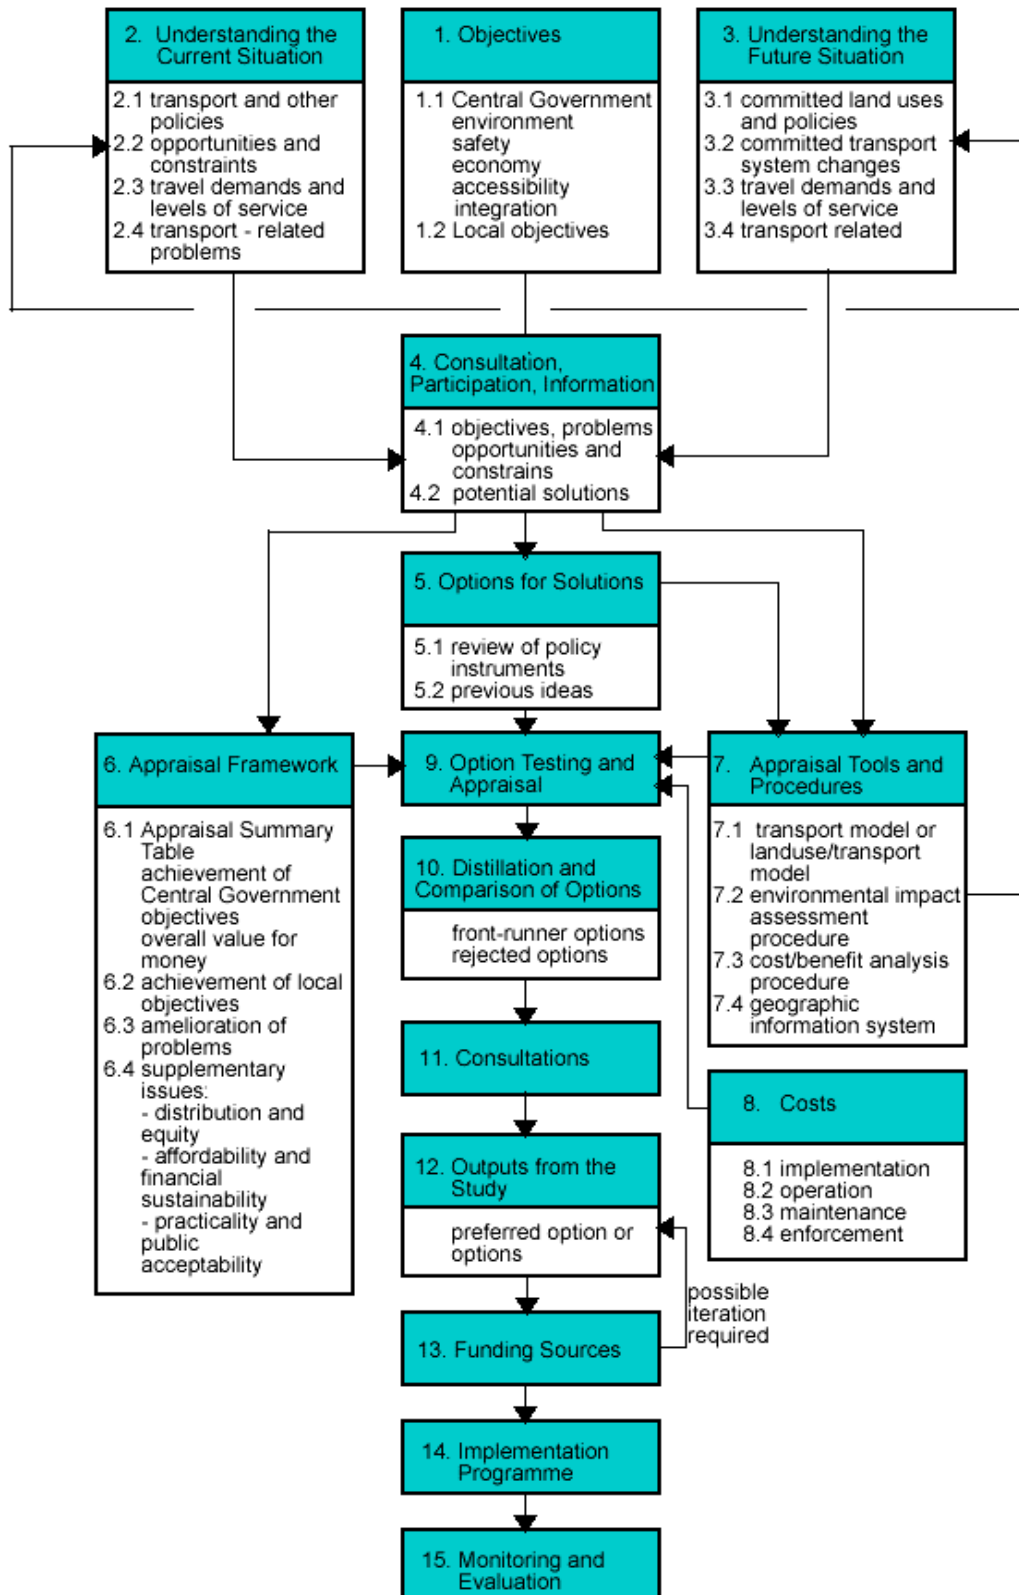 2. Understanding the
Current Situation
2.1 transport and other
policies
2.2 opportunities and
constraints
2.3 travel demands and
levels of service
2.4 transport - related
problems
1. Objectives
1.1 Central Government
environment
safety
economy
accessibility
integration
1.2 Local objectives
3. Understanding the
Future Situation
3.1 committed land uses
and policies
3.2 committed transport
system changes
3.3 travel demands and
levels of service
3.4 transport related
4. Consultation,
Participation, Information
4.1 objectives, problems
opportunities and
constrains
4.2 potential solutions
5. Options for Solutions
5.1 review of policy
instruments
5.2 previous ideas
6. Appraisal Framework
6.1 Appraisal Summary
Table
achievement of
Central Government
objectives
overall value for
money
6.2 achievement of local
objectives
6.3 amelioration of
problems
6.4 supplementary
issues:
- distribution and
equity
- affordability and
financial
sustainability
- practicality and
public
acceptability
9. Option Testing and
Appraisal
7. Appraisal Tools and
Procedures
7.1 transport model or
landuse/transport
model
7.2 environmental impact
assessment
procedure
7.3 cost/benefit analysis
procedure
7.4 geographic
information system
10. Distillation and
Comparison of Options
front-runner options
rejected options
11. Consultations
8. Costs
8.1 implementation
8.2 operation
8.3 maintenance
8.4 enforcement
12. Outputs from the
Study
preferred option or
options
possible
iteration
required
13. Funding Sources
14. Implementation
Programme
15. Monitoring and
Evaluation